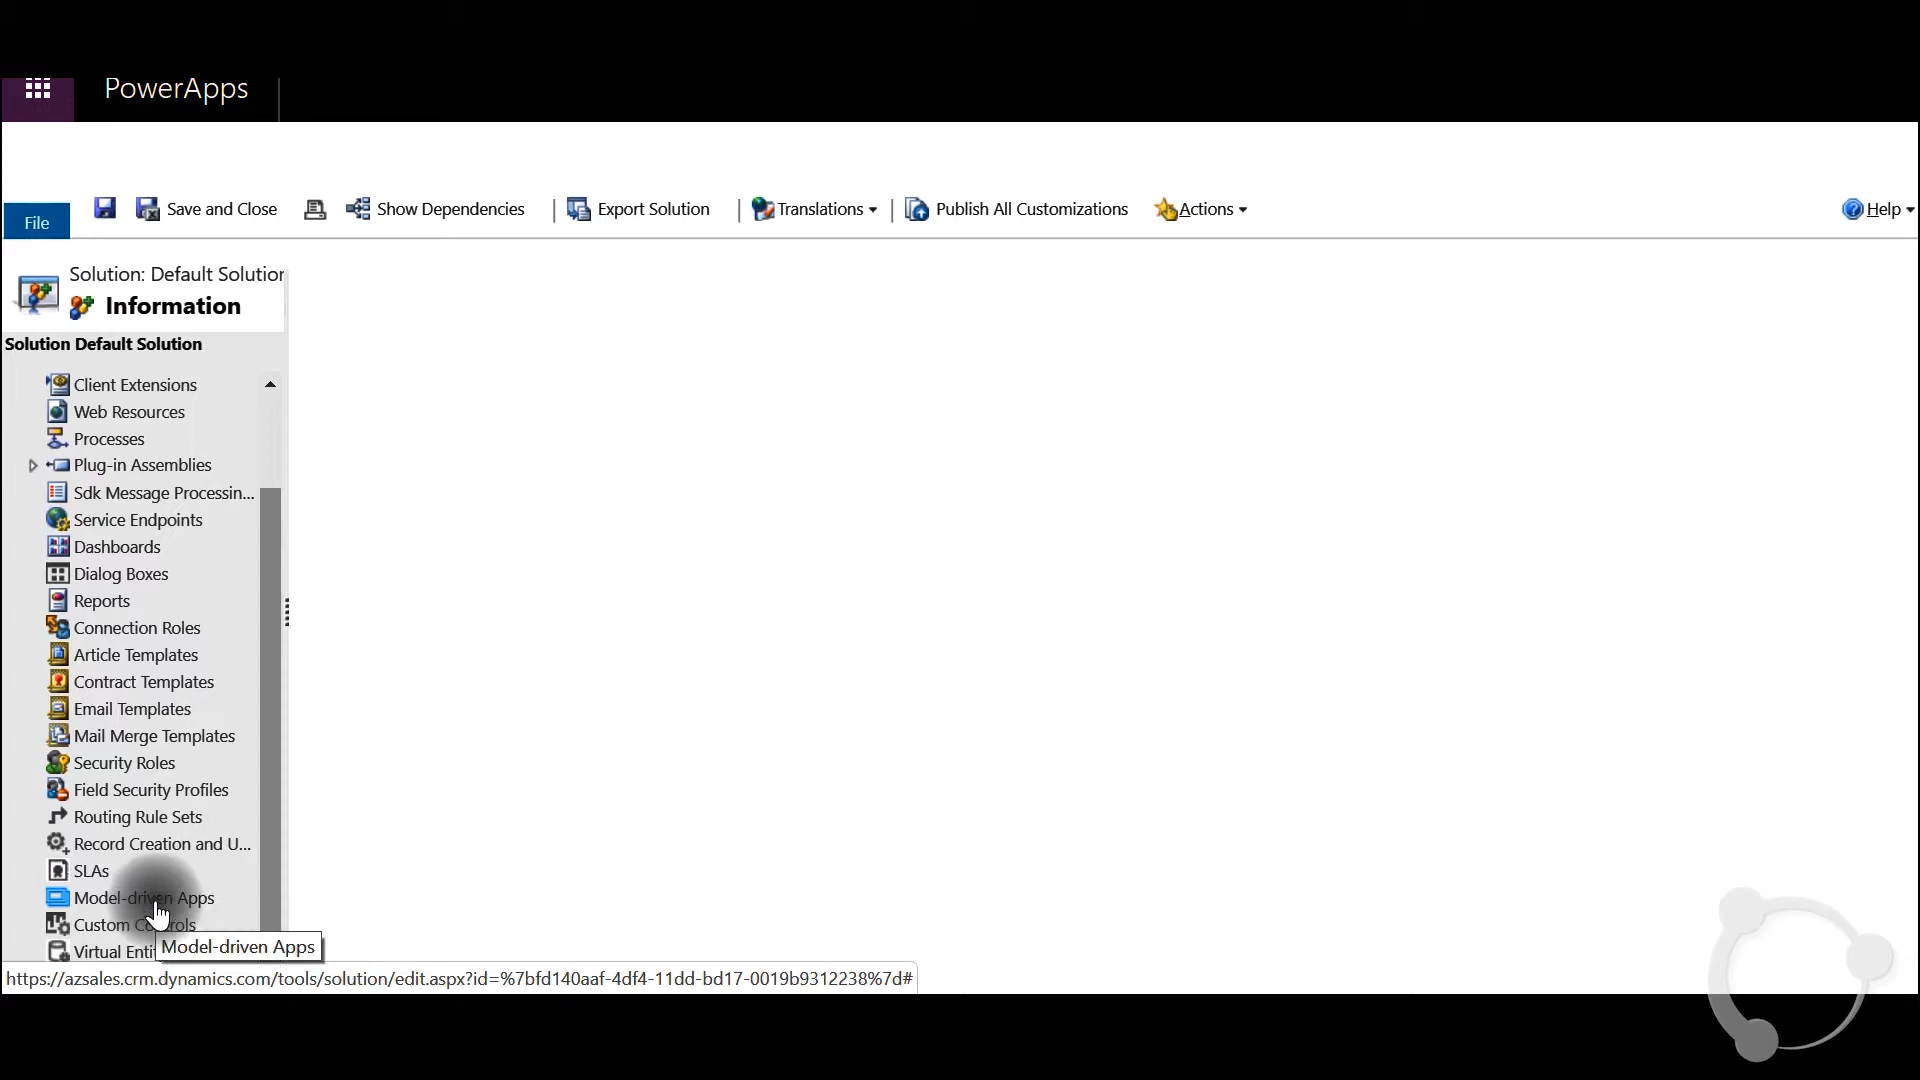 PowerApps
File
Save and Close
Show Dependencies
Export Solution
Translations
Publish All Customizations
Actions
Help
Solution: Default Solution
Information
Solution Default Solution
Client Extensions
Web Resources
Processes
Plug-in Assemblies
Sdk Message Processin...
Service Endpoints
Dashboards
Dialog Boxes
Reports
Connection Roles
Article Templates
Contract Templates
Email Templates
Mail Merge Templates
Security Roles
Field Security Profiles
Routing Rule Sets
Record Creation and U...
SLAs
Model-driven Apps
Custom Controls
Virtual Enti
Model-driven Apps
https://azsales.crm.dynamics.com/tools/solution/edit.aspx?id=%7bfd140aaf-4df4-11dd-bd17-0019b9312238%7d#